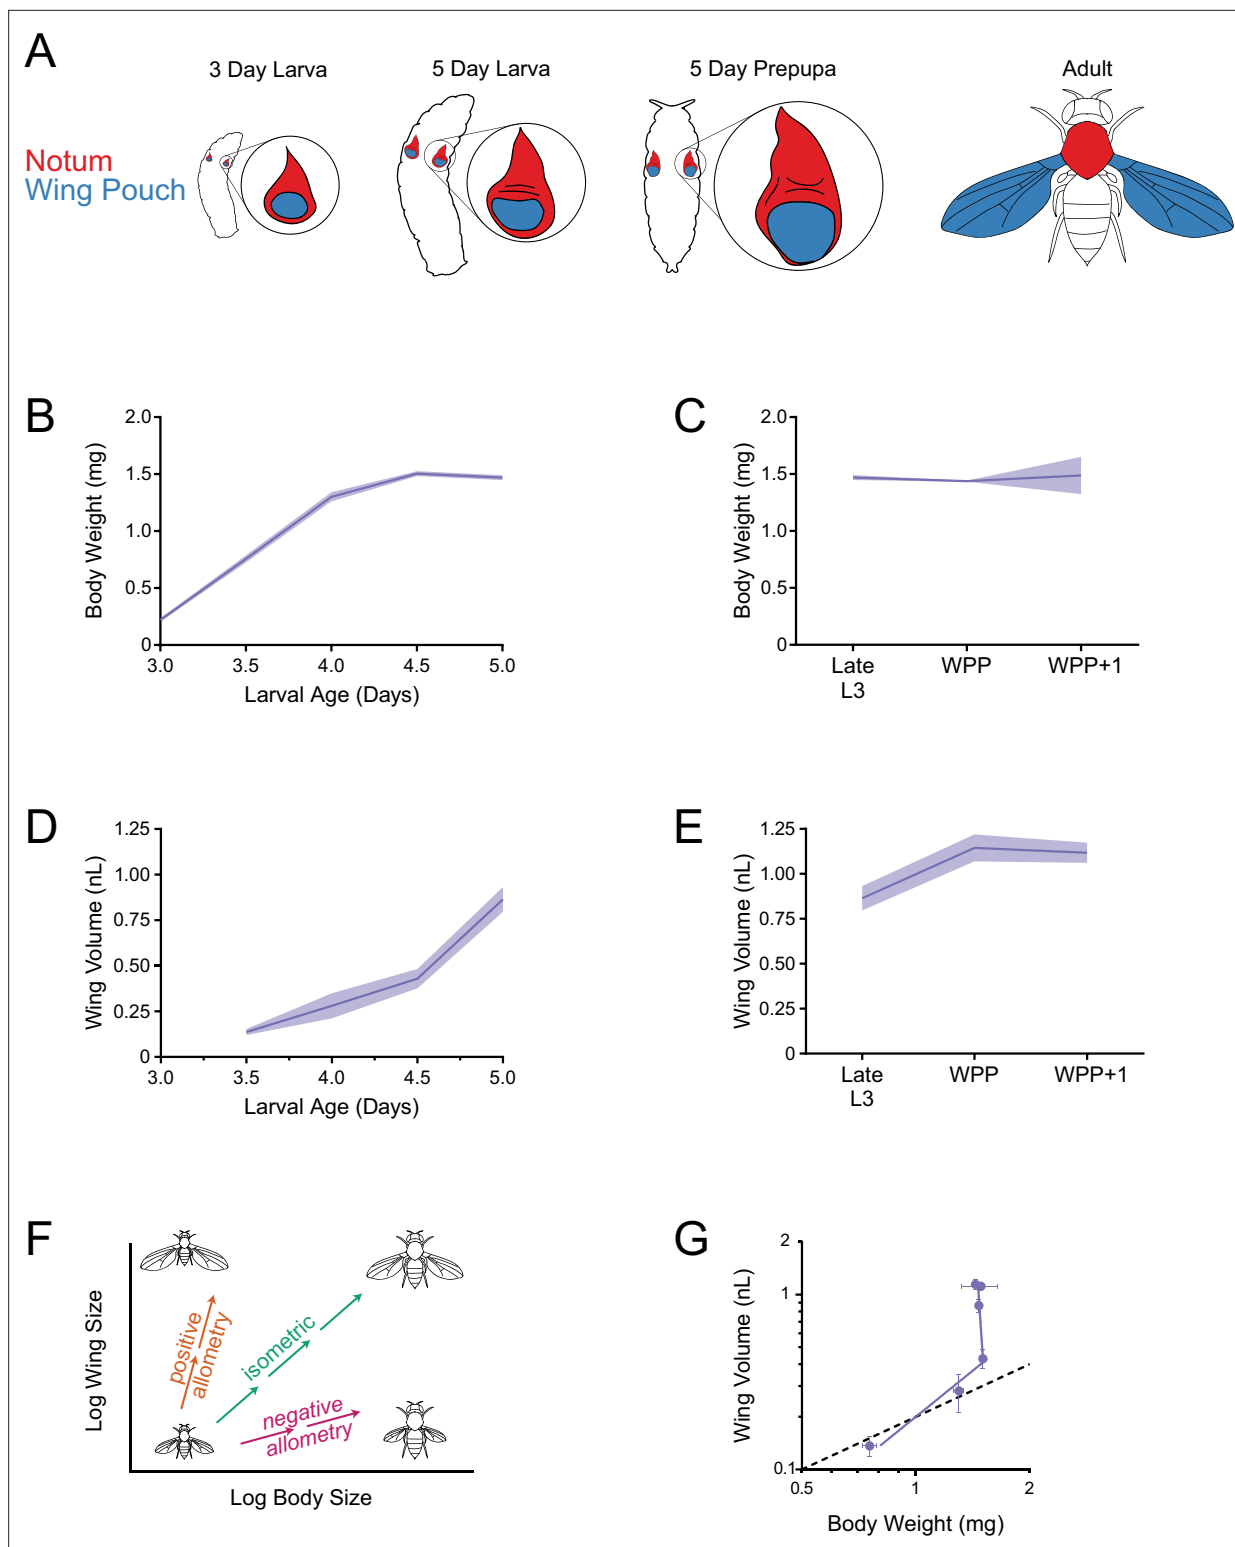 A
3 Day Larva
5 Day Larva
5 Day Prepupa
Adult
Notum
Wing Pouch
B
Body Weight (mg)
2.0
1.5
1.0
0.5
0
3.0 3.5 4.0 4.5 5.0
Larval Age (Days)
C
Body Weight (mg)
2.0
1.5
1.0
0.5
0
Late L3
WPP
WPP+1
D
Wing Volume (nL)
1.25
1.00
0.75
0.50
0.25
0
3.0 3.5 4.0 4.5 5.0
Larval Age (Days)
E
Wing Volume (nL)
1.25
1.00
0.75
0.50
0.25
0
Late L3
WPP
WPP+1
F
Log Wing Size
positive
allometry
isometric
negative
allometry
Log Body Size
G
Wing Volume (nL)
2
1
0.1
0.5 1 2
Body Weight (mg)